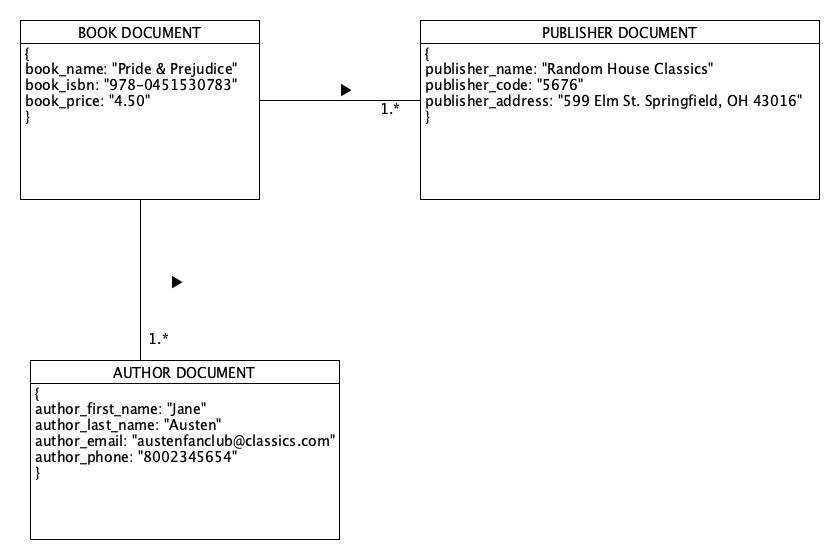 BOOK DOCUMENT
{
book_name: "Pride & Prejudice"
book_isbn: "978-0451530783"
book_price: "4.50"
}
1.*
PUBLISHER DOCUMENT
{
publisher_name: "Random House Classics"
publisher_code: "5676"
publisher_address: "599 Elm St. Springfield, OH 43016"
}
1.*
AUTHOR DOCUMENT
{
author_first_name: "Jane"
author_last_name: "Austen"
author_email: "austenfanclub@classics.com"
author_phone: "8002345654"
}